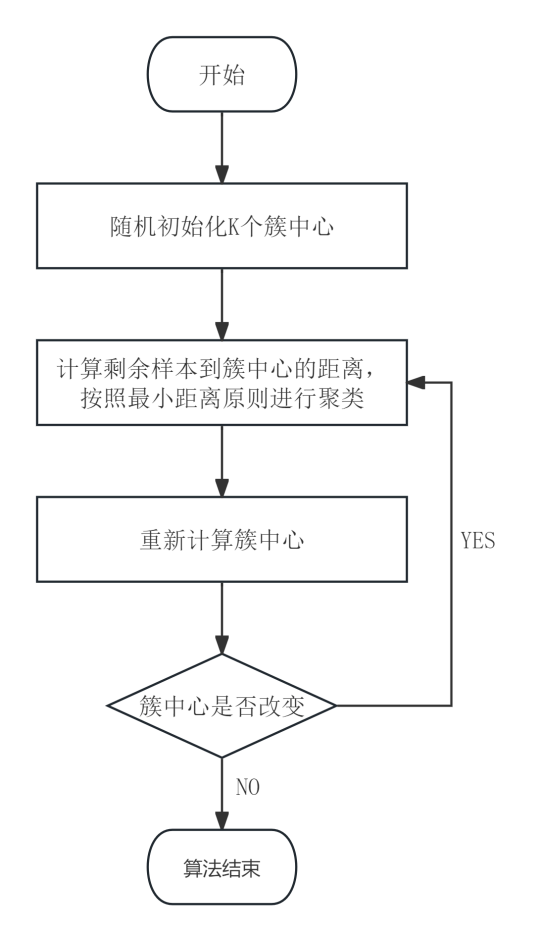 开始
随机初始化K个簇中心
计算剩余样本到簇中心的距离，
按照最小距离原则进行聚类
重新计算簇中心
YES
簇中心是否改变
NO
算法结束